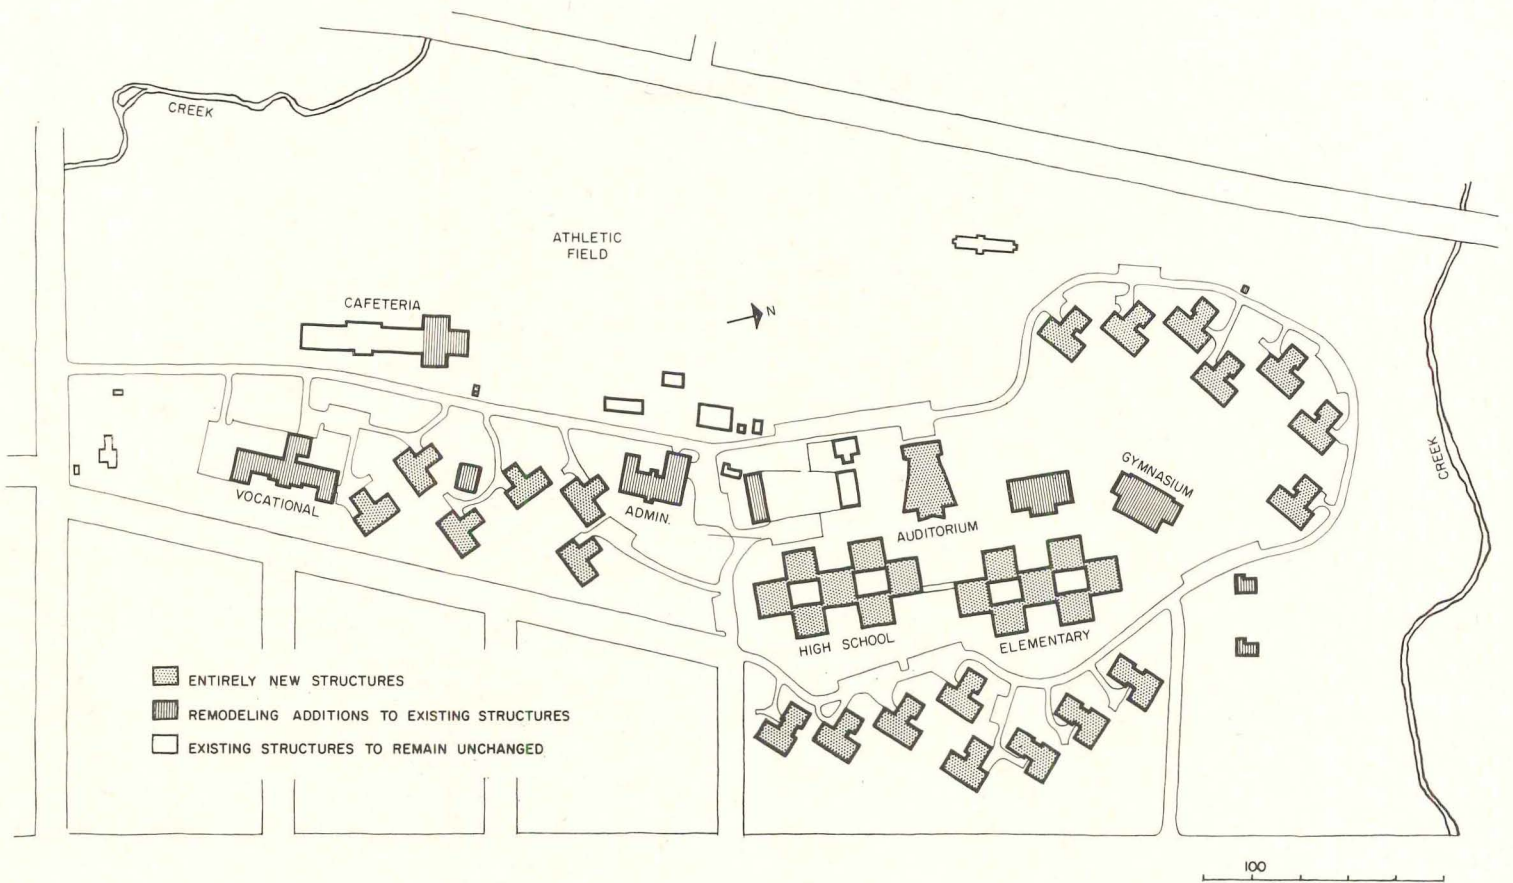 CREEK
ATHLETIC
FIELD
CAFETERIA
N
CREEK
GYMNASIUM
VOCATIONAL
ADMIN.
AUDITORIUM
HIGH SCHOOL
ELEMENTARY
ENTIRELY NEW STRUCTURES
REMODELING ADDITIONS TO EXISTING STRUCTURES
EXISTING STRUCTURES TO REMAIN UNCHANGED
100